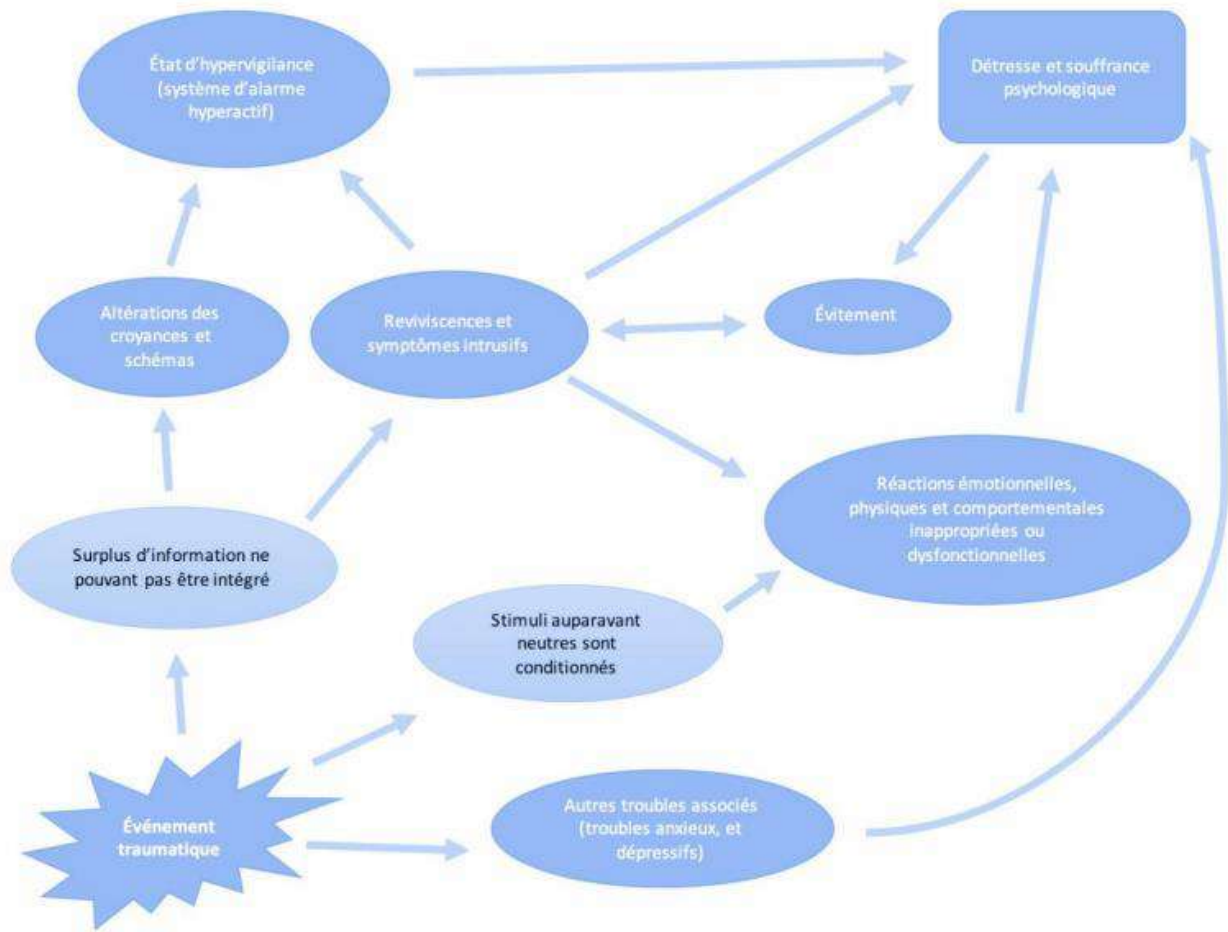 État d’hypervigilance
(système d’alarme
hyperactif)
Détresse et souffrance
psychologique
Altérations des
croyances et
schémas
Reviviscences et
symptômes intrusifs
Évitement
Réactions émotionnelles,
physiques et comportementales
inappropriées ou
dysfonctionnelles
Surplus d’information ne
pouvant pas être intégré
Stimuli auparavant
neutres sont
conditionnés
Événement
traumatique
Autres troubles associés
(troubles anxieux, et
dépressifs)